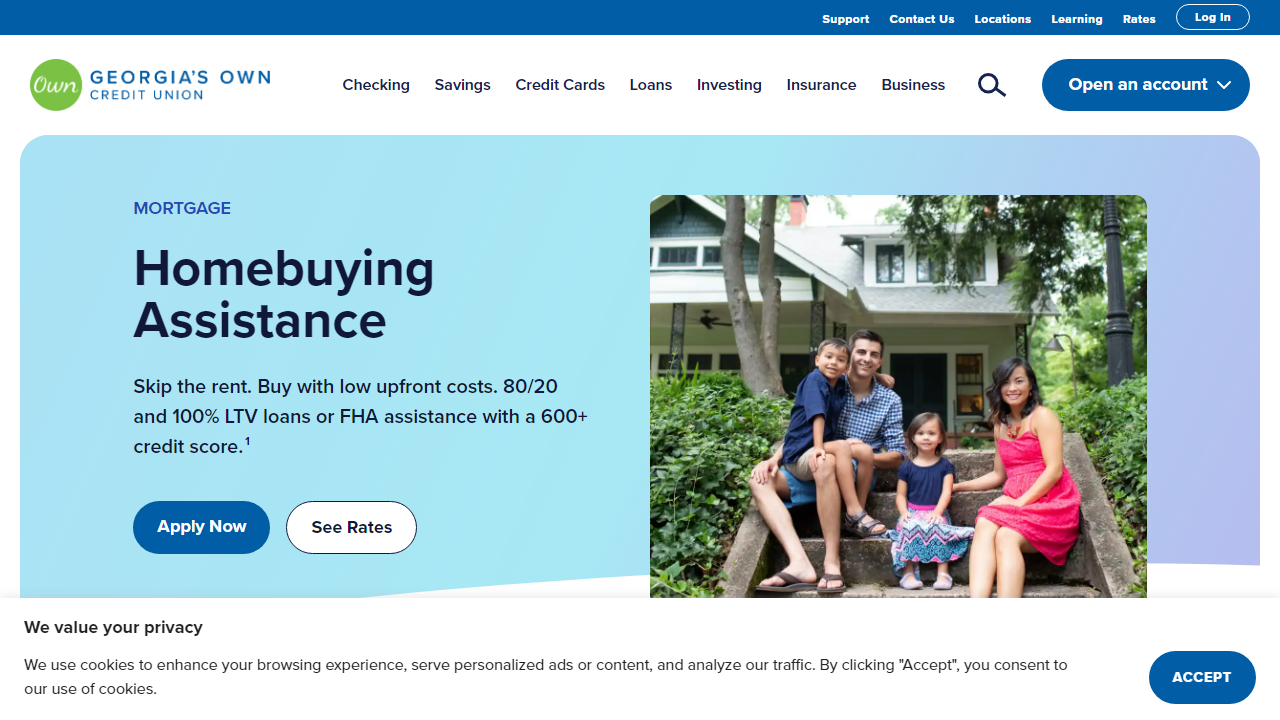 Support Contact Us Locations Learning Rates Log In
Own GEORGIA'S OWN
CREDIT UNION
Checking Savings Credit Cards Loans Investing Insurance Business Open an account
MORTGAGE
Homebuying
Assistance
Skip the rent. Buy with low upfront costs. 80/20
and 100% LTV loans or FHA assistance with a 600+
credit score.¹
Apply Now See Rates
We value your privacy
We use cookies to enhance your browsing experience, serve personalized ads or content, and analyze our traffic. By clicking "Accept", you consent to
our use of cookies.
ACCEPT